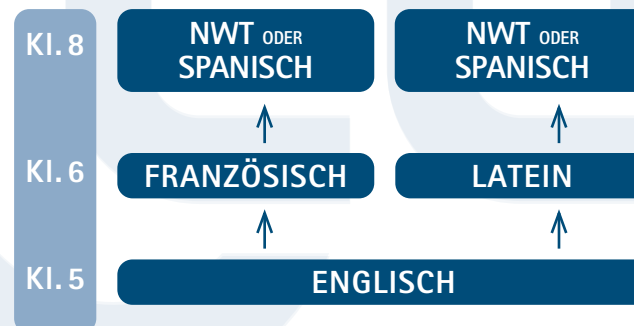 Kl. 8
NWT ODER
SPANISCH
NWT ODER
SPANISCH
Kl. 6
FRANZÖSISCH
LATEIN
Kl. 5
ENGLISCH